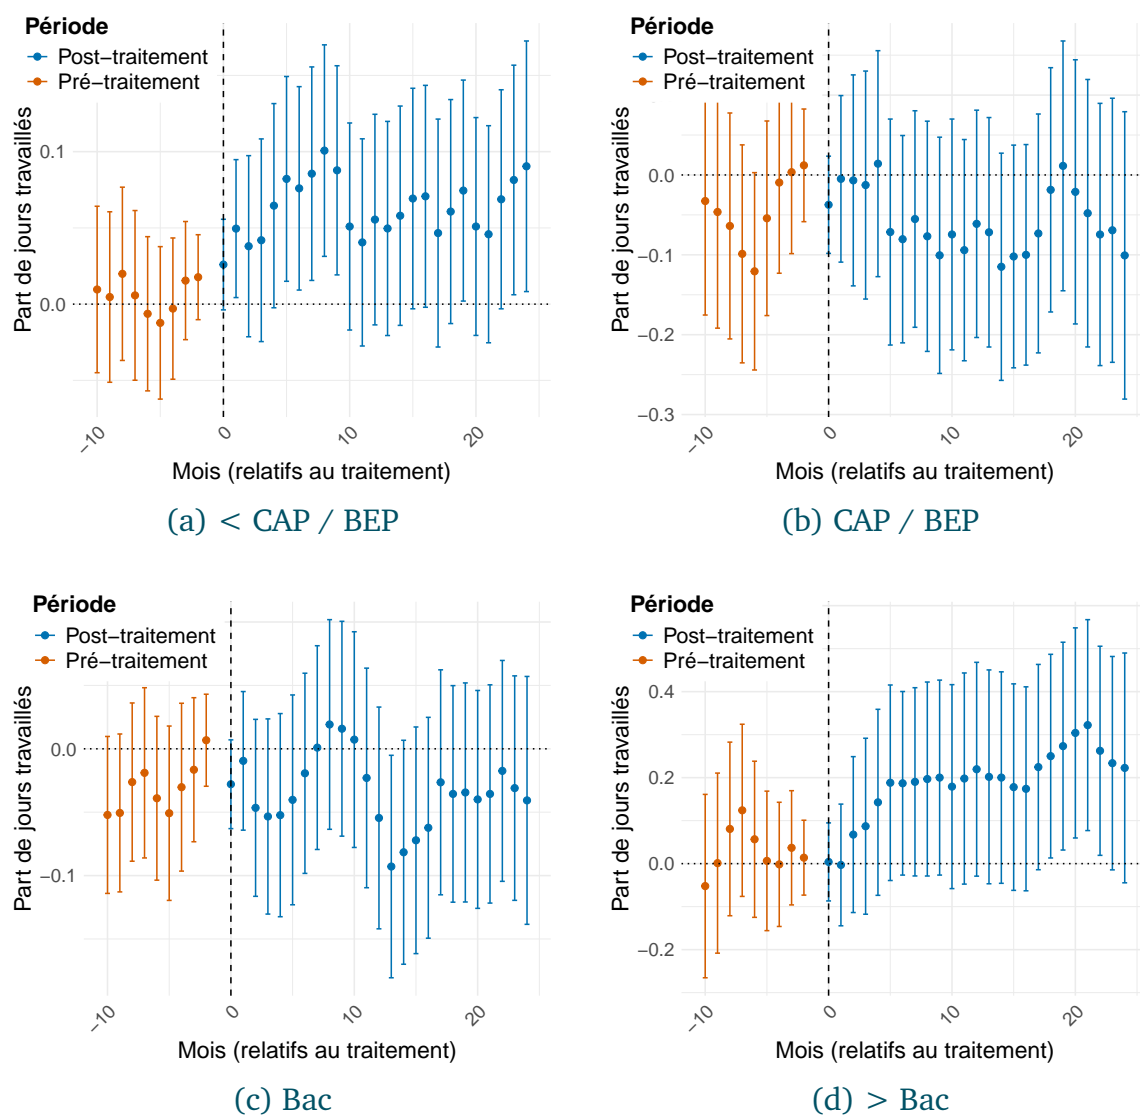 Période
Post−traitement
Pré−traitement
Part de jours travaillés
0.1
0.0
−10
0
10
20
Mois (relatifs au traitement)
(a) < CAP / BEP
Période
Post−traitement
Pré−traitement
Part de jours travaillés
0.0
−0.1
−0.2
−0.3
−10
0
10
20
Mois (relatifs au traitement)
(b) CAP / BEP
Période
Post−traitement
Pré−traitement
Part de jours travaillés
0.0
−0.1
−10
0
10
20
Mois (relatifs au traitement)
(c) Bac
Période
Post−traitement
Pré−traitement
Part de jours travaillés
0.4
0.2
0.0
−0.2
−10
0
10
20
Mois (relatifs au traitement)
(d) > Bac